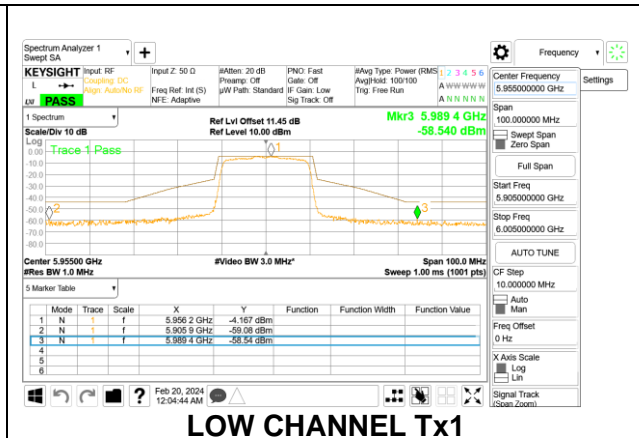 Spectrum Analyzer 1
Swept SA
+
Frequency
KEYSIGHT
Input: RF
Coupling: DC
Align: Auto/No RF
Input Z: 50 Ω
Freq Ref: Int (S)
NFE: Adaptive
#Atten: 20 dB
Preamp: Off
µW Path: Standard
PNO: Fast
Gate: Off
IF Gain: Low
Sig Track: Off
#Avg Type: Power (RMS
Avg|Hold: 100/100
Trig: Free Run
1 2 3 4 5 6
A W W W W W
A N N N N N
L
PASS
1 Spectrum
Scale/Div 10 dB
Ref Lvl Offset 11.45 dB
Ref Level 10.00 dBm
Mkr3 5.989 4 GHz
-58.540 dBm
Log
Trace 1 Pass
0.00
-10.0
-20.0
-30.0
-40.0
-50.0
-60.0
-70.0
-80.0
1
2
3
Center 5.95500 GHz
#Res BW 1.0 MHz
#Video BW 3.0 MHz*
Span 100.0 MHz
Sweep 1.00 ms (1001 pts)
5 Marker Table
Mode Trace Scale X Y Function Function Width Function Value
1 N 1 f 5.956 2 GHz -4.167 dBm
2 N 1 f 5.905 9 GHz -59.08 dBm
3 N 1 f 5.989 4 GHz -58.54 dBm
4
5
6
?
Feb 20, 2024
12:04:44 AM
Center Frequency
5.955000000 GHz
Settings
Span
100.000000 MHz
Swept Span
Zero Span
Full Span
Start Freq
5.905000000 GHz
Stop Freq
6.005000000 GHz
AUTO TUNE
CF Step
10.000000 MHz
Auto
Man
Freq Offset
0 Hz
X Axis Scale
Log
Lin
Signal Track
(Span Zoom)
LOW CHANNEL Tx1